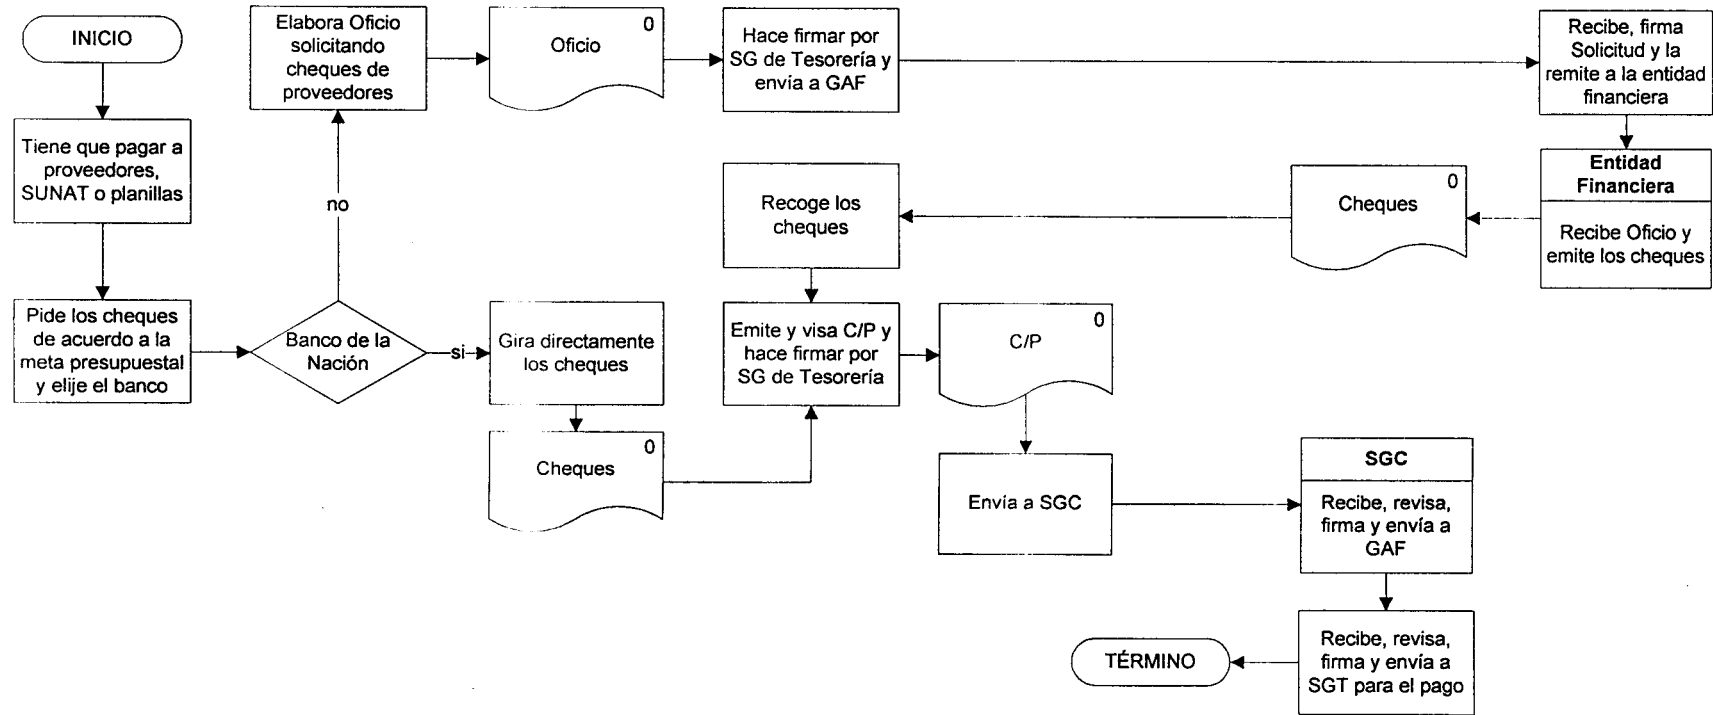 INICIO
Tiene que pagar a
proveedores,
SUNAT o planillas
Pide los cheques
de acuerdo a la
meta presupuestal
y elije el banco
Banco de la
Nación
no
Elabora Oficio
solicitando
cheques de
proveedores
0
Oficio
Hace firmar por
SG de Tesorería y
envía a GAF
Recibe, firma
Solicitud y la
remite a la entidad
financiera
Entidad
Financiera
Recibe Oficio y
emite los cheques
0
Cheques
Recoge los
cheques
si
Gira directamente
los cheques
0
Cheques
Emite y visa C/P y
hace firmar por
SG de Tesorería
0
C/P
Envía a SGC
SGC
Recibe, revisa,
firma y envía a
GAF
Recibe, revisa,
firma y envía a
SGT para el pago
TÉRMINO